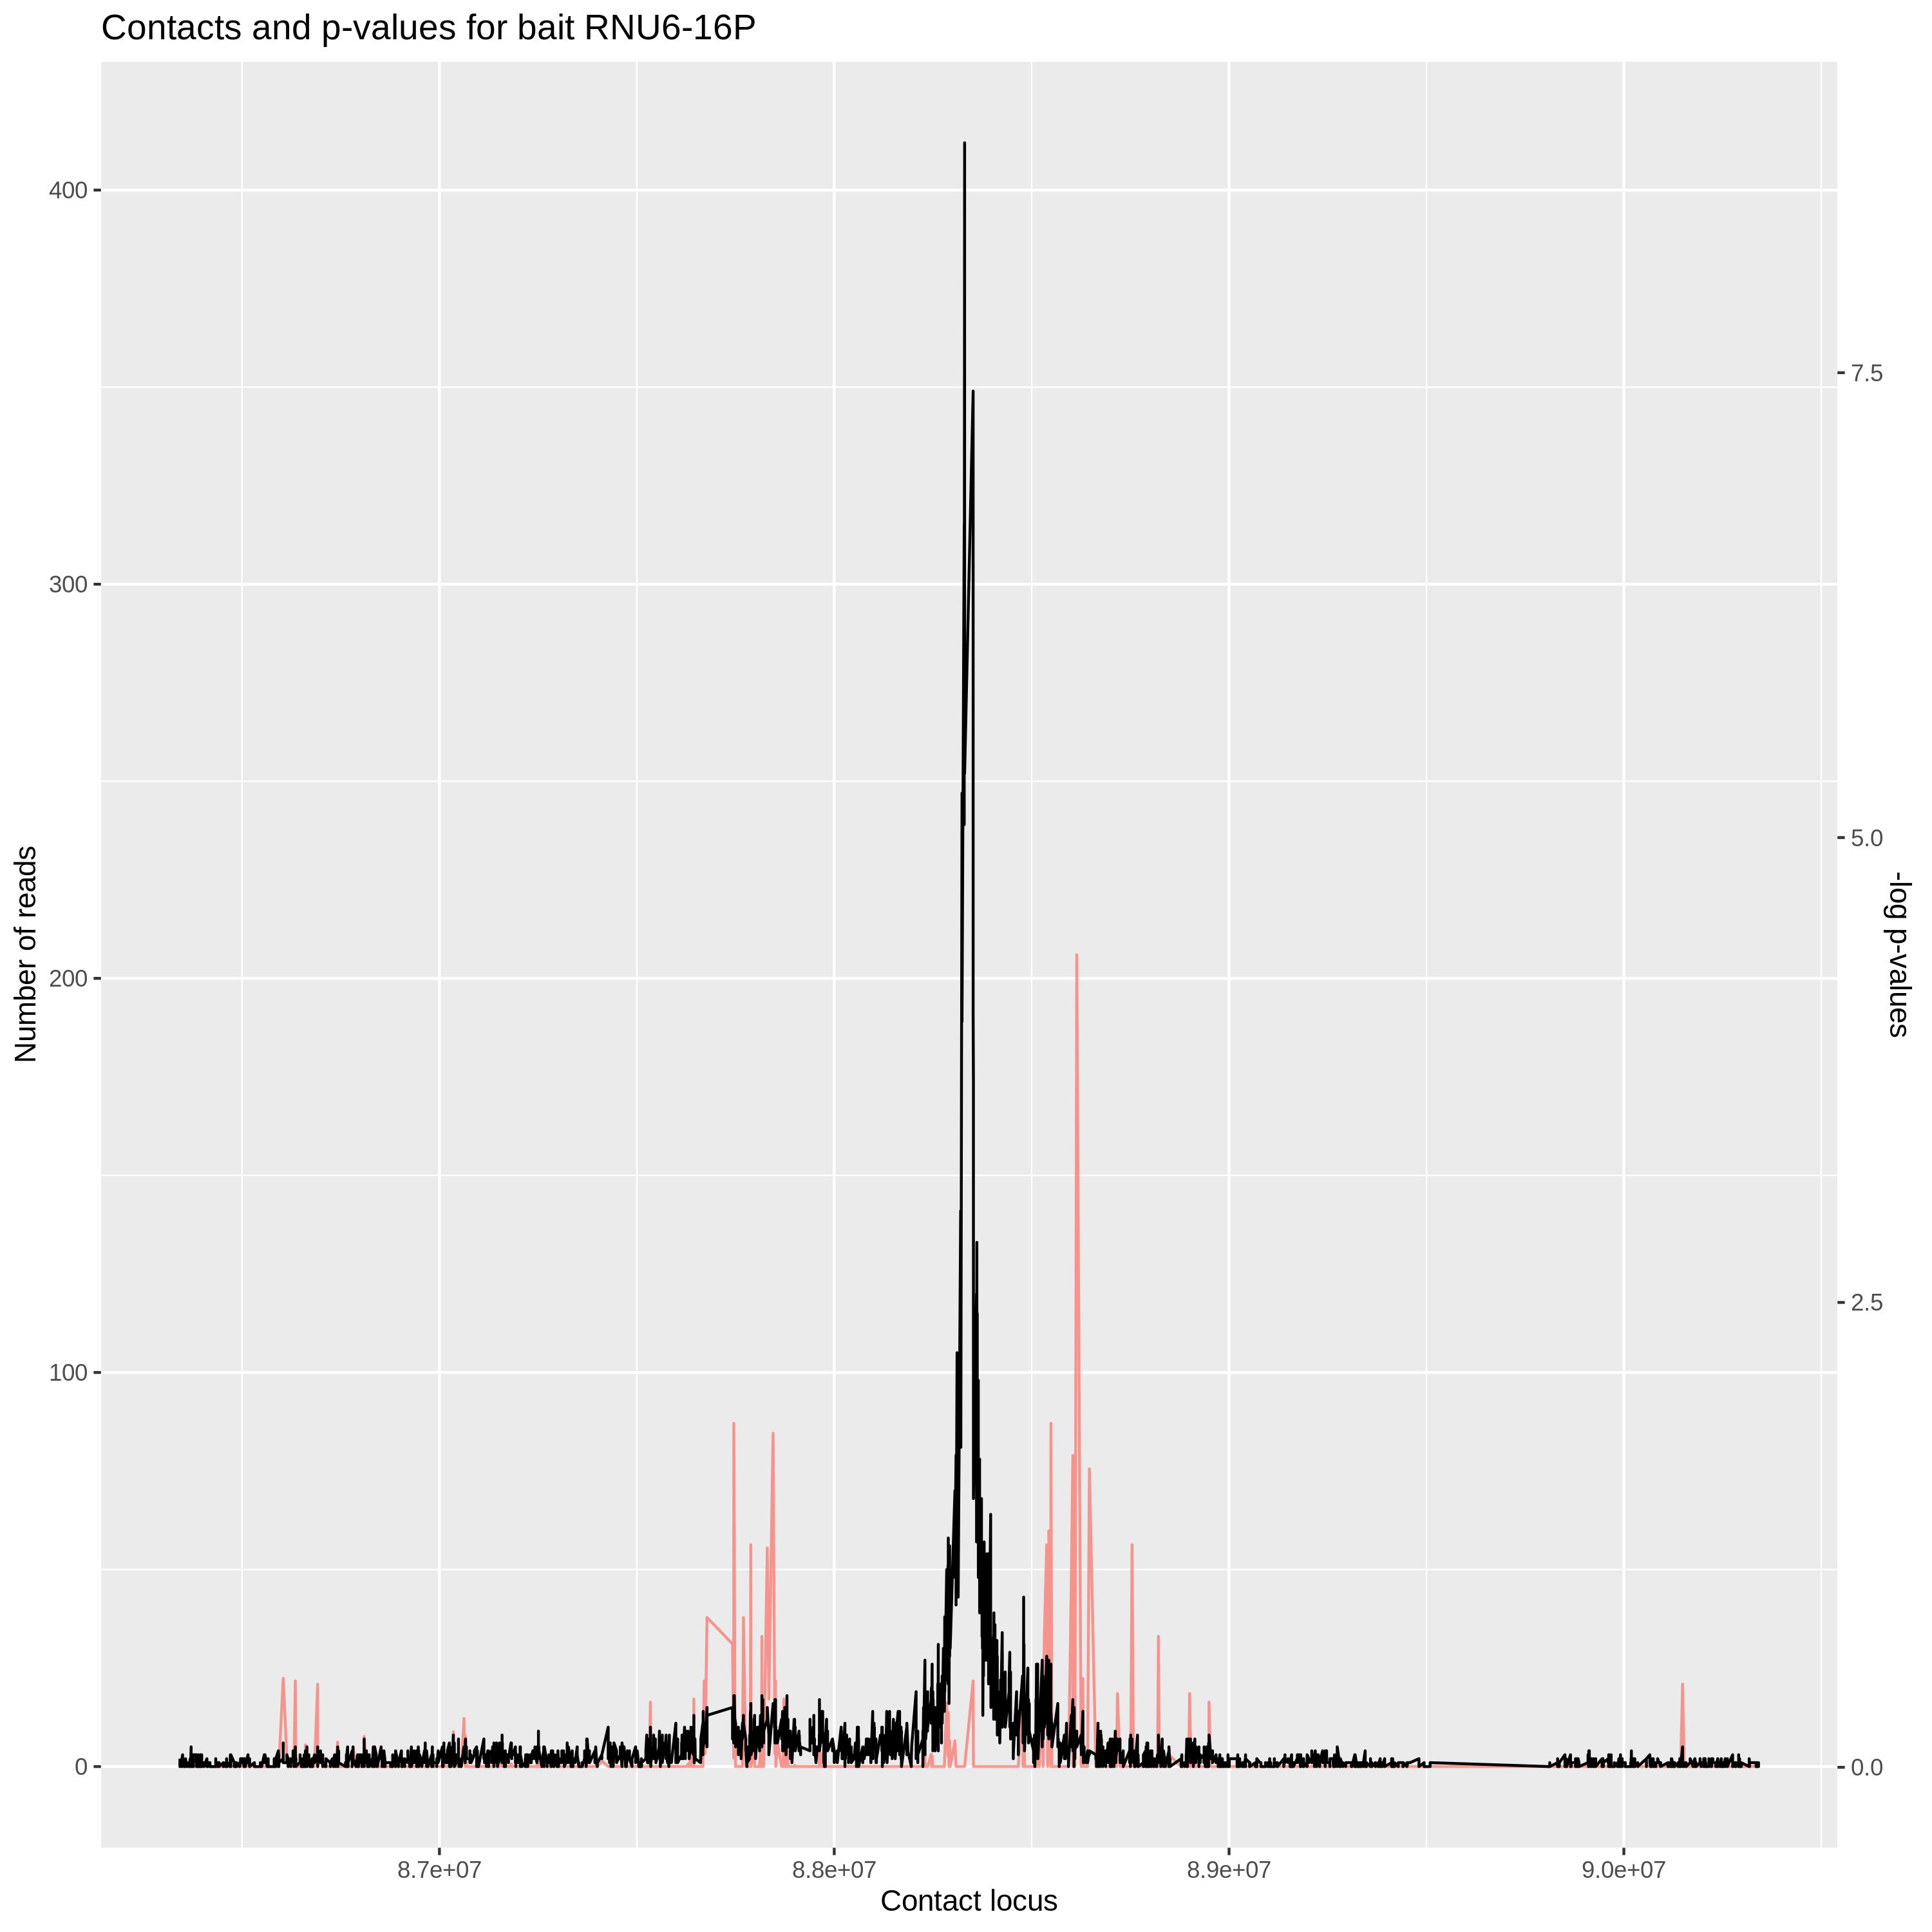 Contacts and p-values for bait RNU6-16P
400
300
200
100
0
Number of reads
7.5
5.0
2.5
0.0
-log p-values
8.7e+07
8.8e+07
8.9e+07
9.0e+07
Contact locus